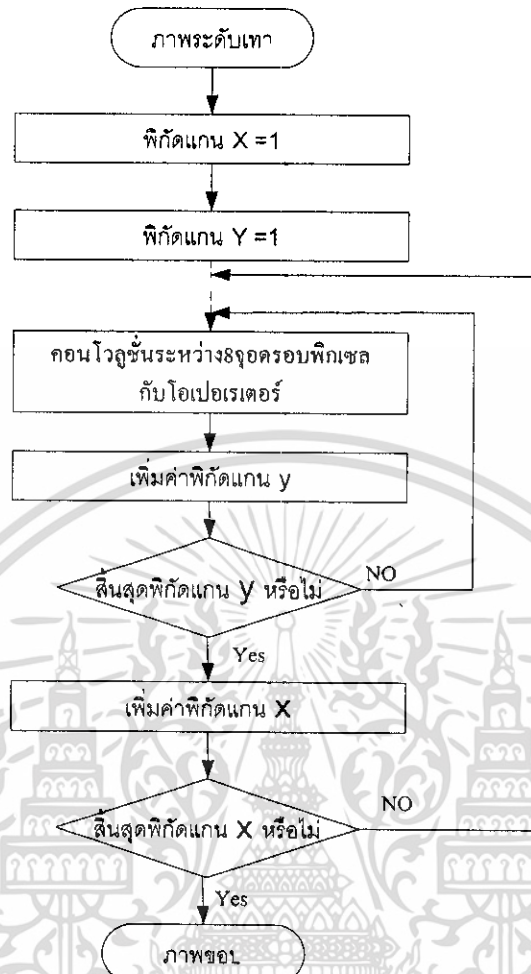 ภาพระดับเทา
พิกัดแกน X =1
พิกัดแกน Y =1
คอนโวลูชั่นระหว่าง8จุดรอบพิกเซล
กับโอเปอเรเตอร์
เพิ่มค่าพิกัดแกน y
สิ้นสุดพิกัดแกน y หรือไม่
NO
Yes
เพิ่มค่าพิกัดแกน X
สิ้นสุดพิกัดแกน X หรือไม่
NO
Yes
ภาพขอบ